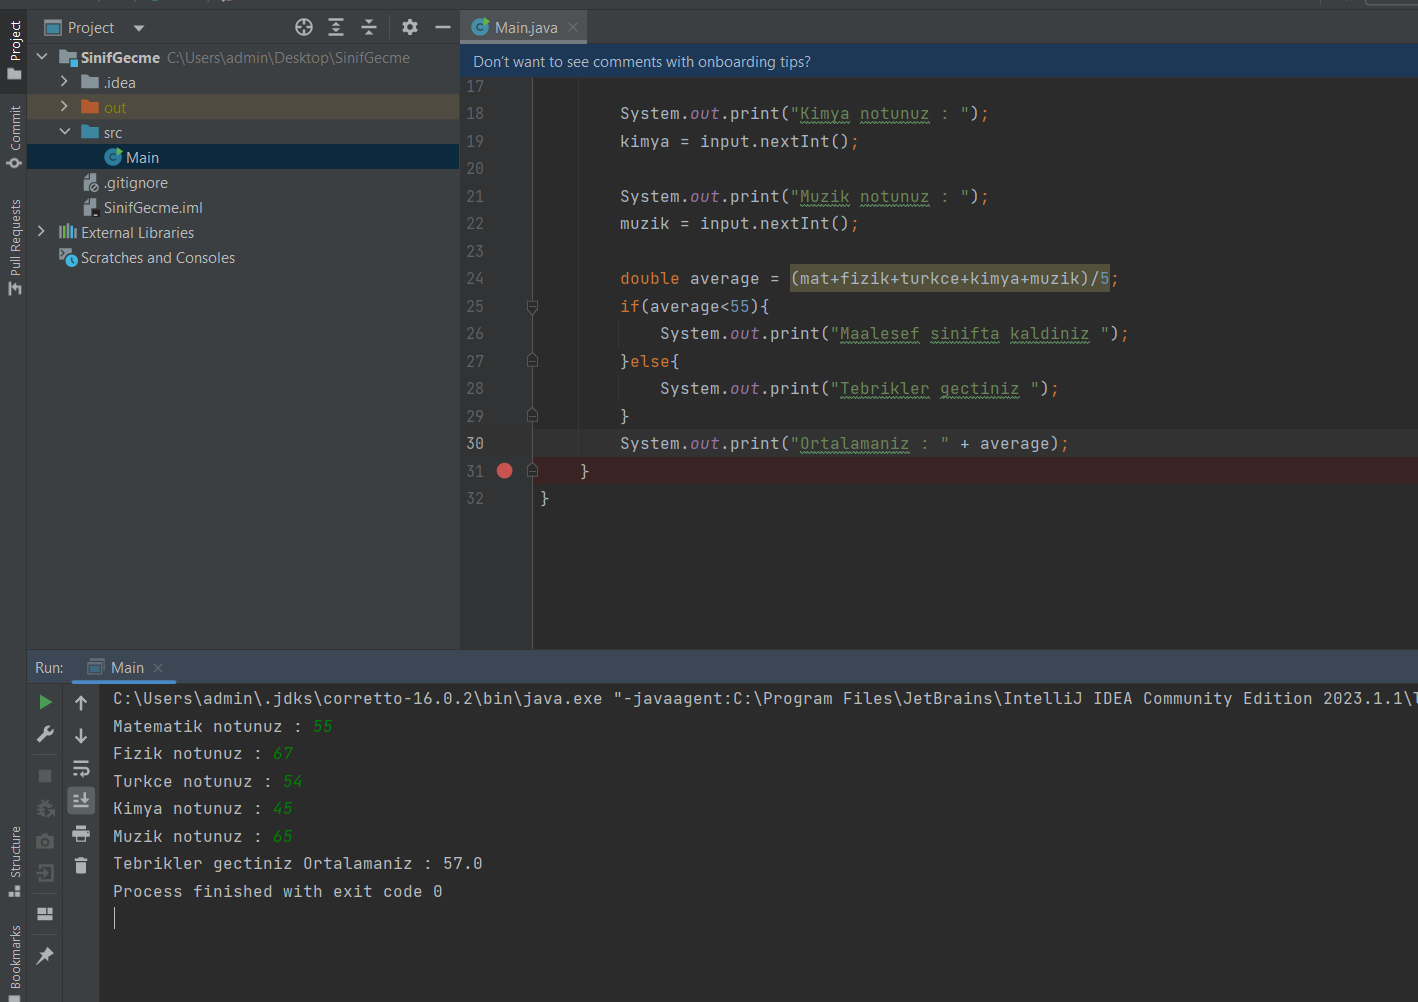 Project
Main.java
Don't want to see comments with onboarding tips?
Project
Commit
Pull Requests
SinifGecme C:\Users\admin\Desktop\SinifGecme
.idea
out
src
Main
.gitignore
SinifGecme.iml
External Libraries
Scratches and Consoles
17
18 System.out.print("Kimya notunuz : ");
19 kimya = input.nextInt();
20
21 System.out.print("Muzik notunuz : ");
22 muzik = input.nextInt();
23
24 double average = (mat+fizik+turkce+kimya+muzik)/5;
25 if(average<55){
26 System.out.print("Maalesef sinifta kaldiniz ");
27 }else{
28 System.out.print("Tebrikler gectiniz ");
29 }
30 System.out.print("Ortalamaniz : " + average);
31 }
32 }
Run: Main
Structure
Bookmarks
C:\Users\admin\.jdks\corretto-16.0.2\bin\java.exe "-javaagent:C:\Program Files\JetBrains\IntelliJ IDEA Community Edition 2023.1.1\
Matematik notunuz : 55
Fizik notunuz : 67
Turkce notunuz : 54
Kimya notunuz : 45
Muzik notunuz : 65
Tebrikler gectiniz Ortalamaniz : 57.0
Process finished with exit code 0